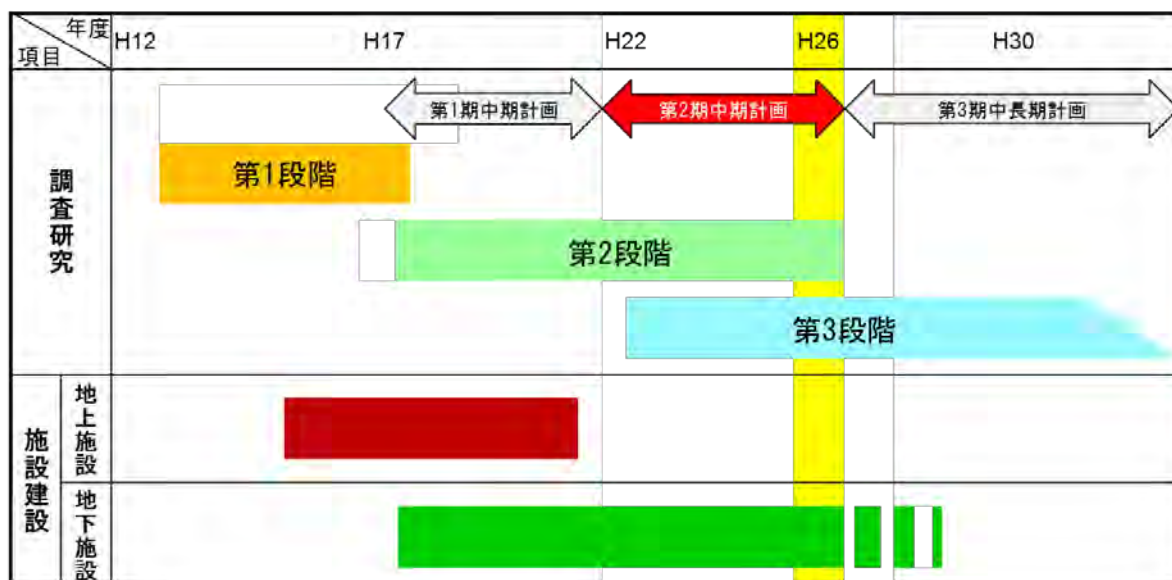 年度
項目
H12
H17
H22
H26
H30
調査研究
第1期中期計画
第2期中期計画
第3期中長期計画
第1段階
第2段階
第3段階
施設建設
地上施設
地下施設